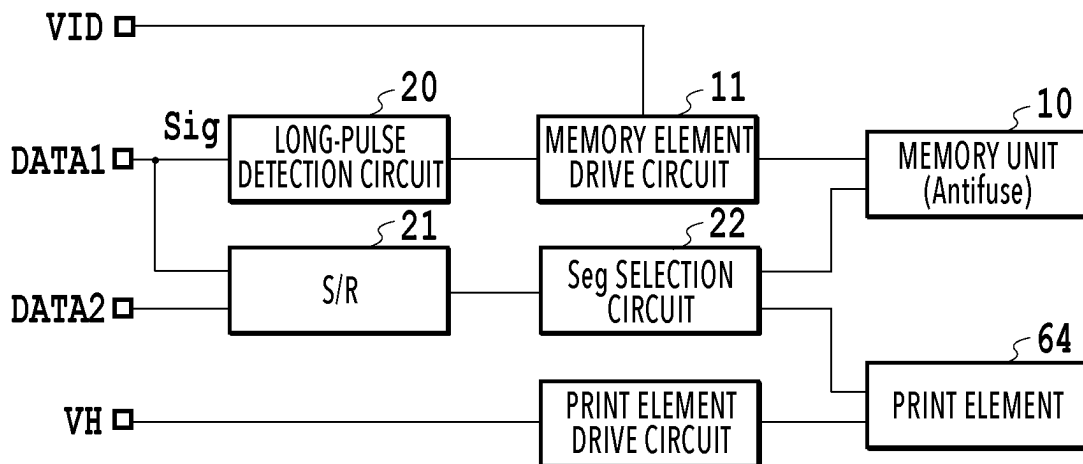 VID
20
11
10
Sig
DATA1
LONG-PULSE
DETECTION CIRCUIT
MEMORY ELEMENT
DRIVE CIRCUIT
MEMORY UNIT
(Antifuse)
21
22
DATA2
S/R
Seg SELECTION
CIRCUIT
64
VH
PRINT ELEMENT
DRIVE CIRCUIT
PRINT ELEMENT